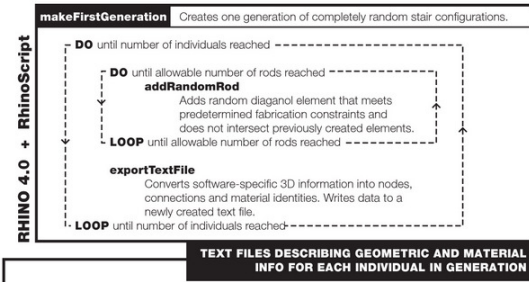 makeFirstGeneration Creates one generation of completely random stair configurations.
DO until number of individuals reached
DO until allowable number of rods reached
addRandomRod
Adds random diaganol element that meets
predetermined fabrication constraints and
does not intersect previously created elements.
LOOP until allowable number of rods reached
exportTextFile
Converts software-specific 3D information into nodes,
connections and material identities. Writes data to a
newly created text file.
LOOP until number of individuals reached
RHINO 4.0 + RhinoScript
TEXT FILES DESCRIBING GEOMETRIC AND MATERIAL
INFO FOR EACH INDIVIDUAL IN GENERATION